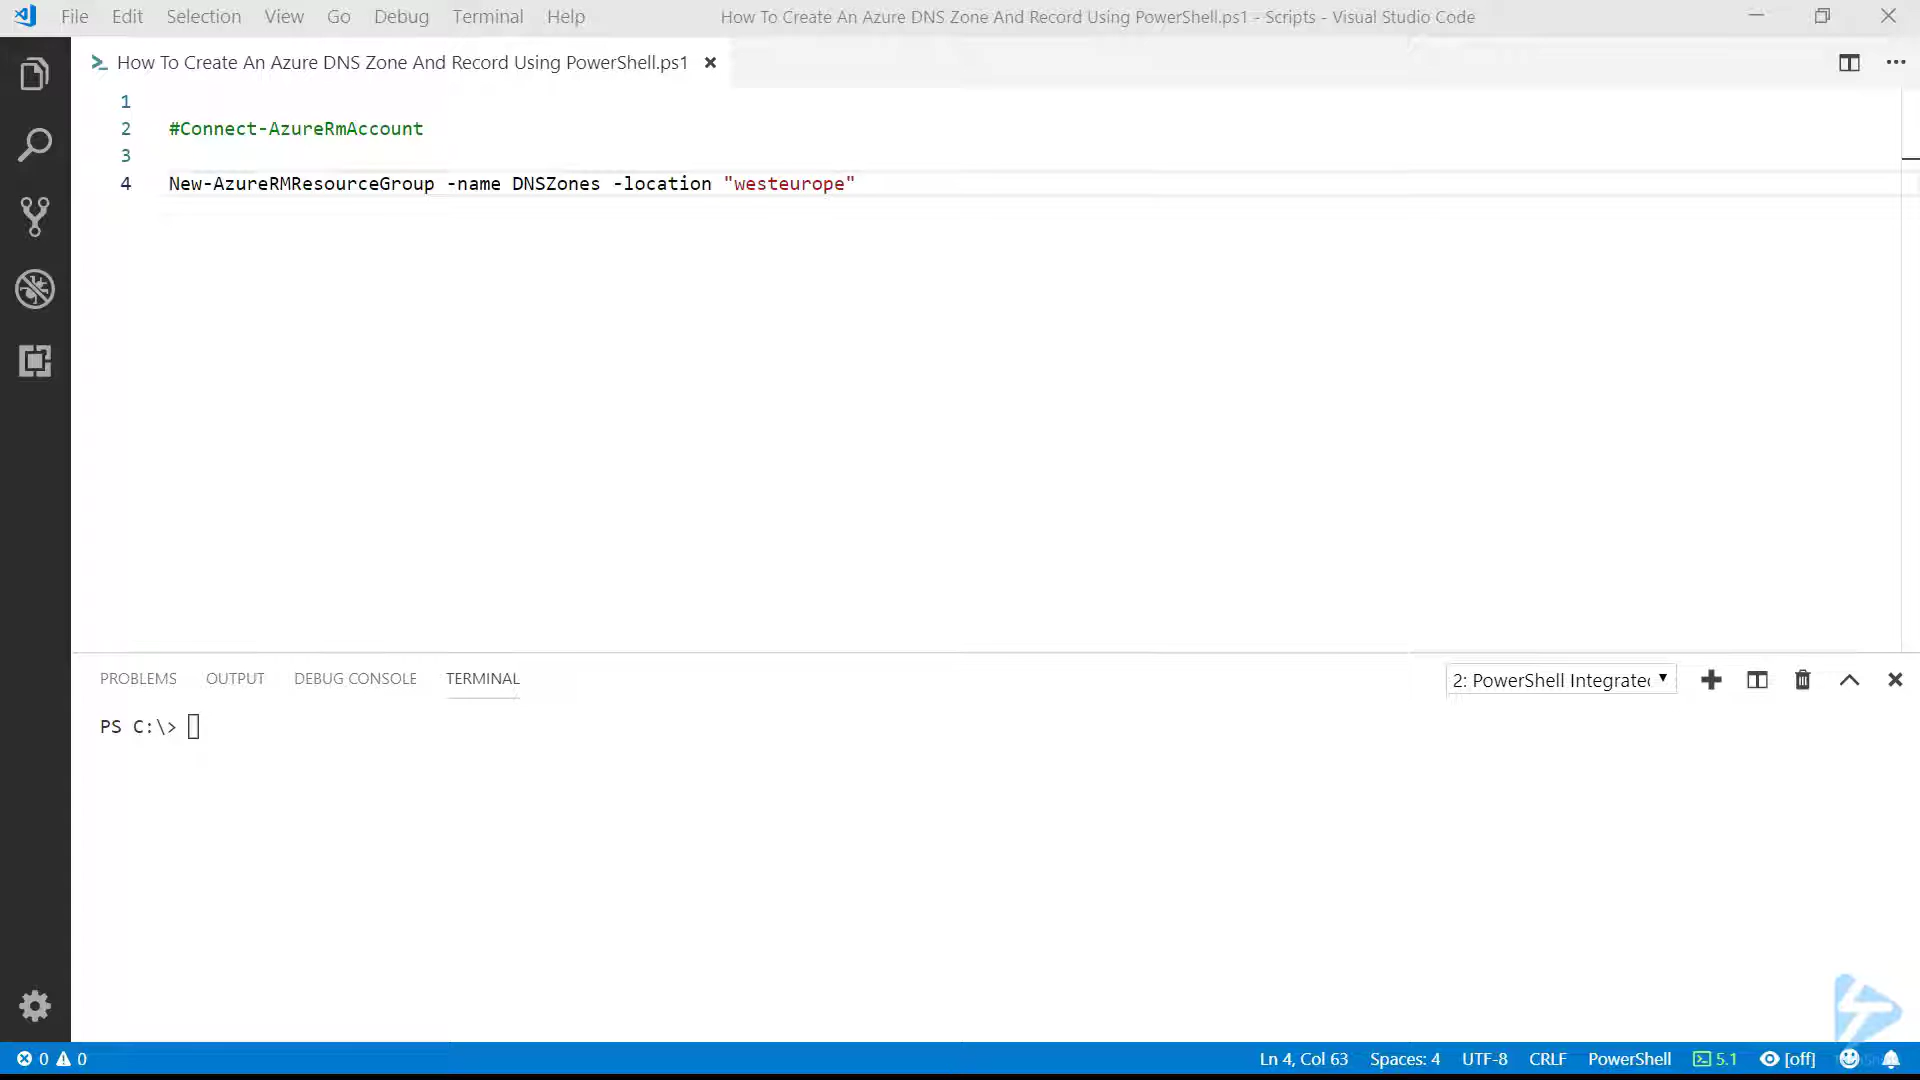 File Edit Selection View Go Debug Terminal Help How To Create An Azure DNS Zone And Record Using PowerShell.ps1 - Scripts - Visual Studio Code
How To Create An Azure DNS Zone And Record Using PowerShell.ps1
1
2 #Connect-AzureRmAccount
3
4 New-AzureRMResourceGroup -name DNSZones -location "westeurope"
PROBLEMS OUTPUT DEBUG CONSOLE TERMINAL 2: PowerShell Integrated
PS C:\>
0 0 Ln 4, Col 63 Spaces: 4 UTF-8 CRLF PowerShell 5.1 [off]